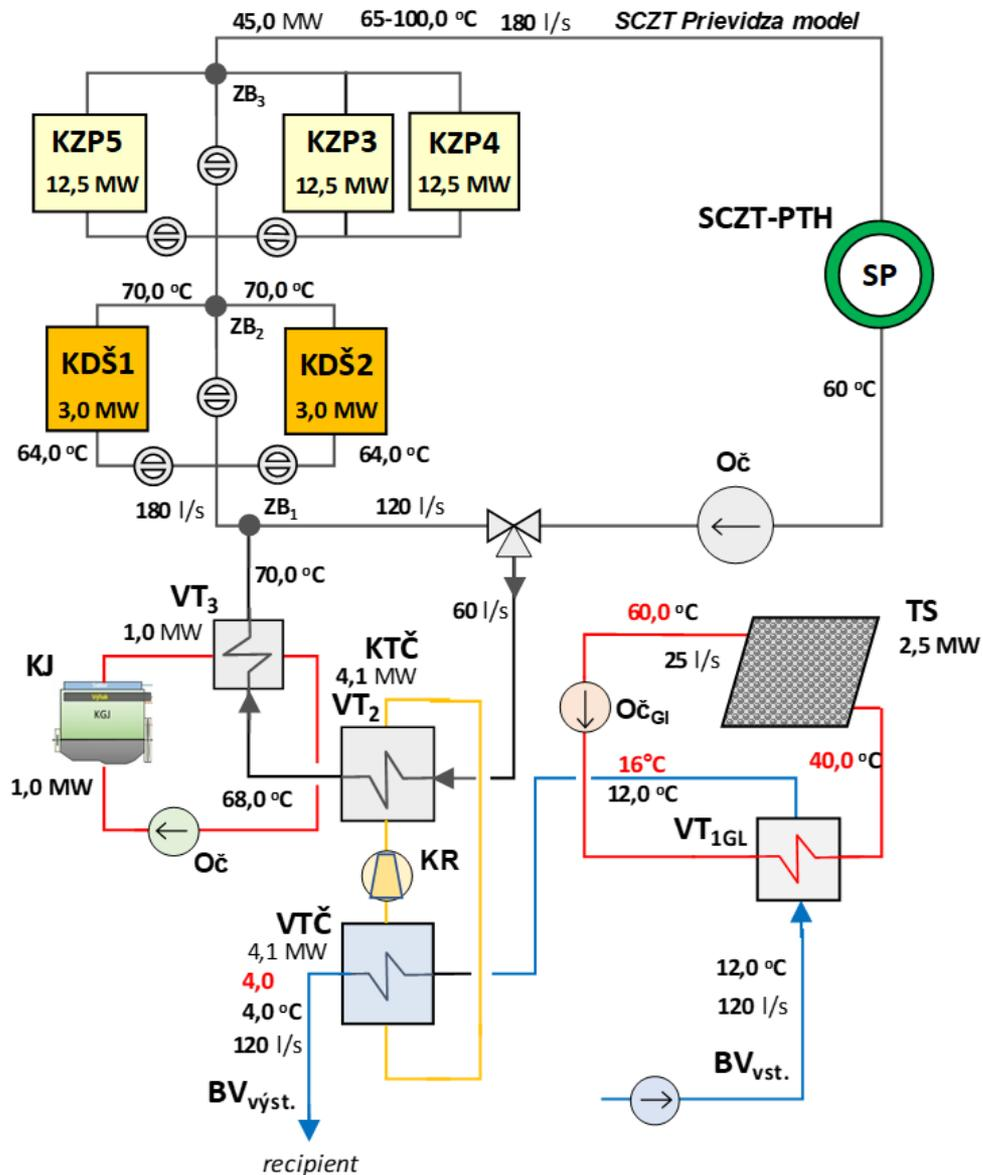 45,0 MW 65-100,0 °C 180 l/s SCZT Prievidza model
ZB3
KZP5
12,5 MW
KZP3
12,5 MW
KZP4
12,5 MW
SCZT-PTH
SP
70,0 °C 70,0 °C
ZB2
KDŠ1
3,0 MW
KDŠ2
3,0 MW
60 °C
64,0 °C 64,0 °C
Oč
180 l/s ZB1 120 l/s
70,0 °C
VT3
1,0 MW
60 l/s
60,0 °C
25 l/s
TS
2,5 MW
KJ
KGJ
KTČ
4,1 MW
VT2
OčGl
40,0 °C
1,0 MW
68,0 °C
16°C
12,0 °C
Oč
KR
VT1GL
VTČ
4,1 MW
4,0
4,0 °C
120 l/s
12,0 °C
120 l/s
BVvýst.
BVvst.
recipient